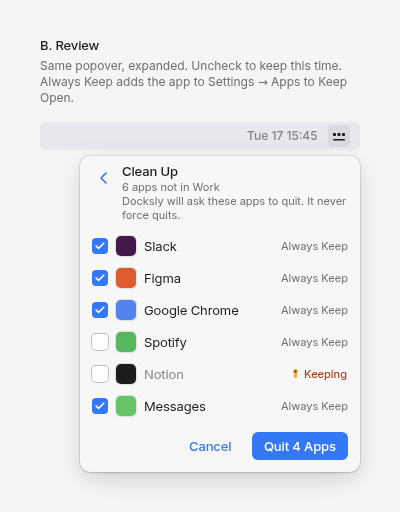 B. Review
Same popover, expanded. Uncheck to keep this time.
Always Keep adds the app to Settings → Apps to Keep
Open.
Tue 17 15:45
Clean Up
6 apps not in Work
Docksly will ask these apps to quit. It never
force quits.
Slack Always Keep
Figma Always Keep
Google Chrome Always Keep
Spotify Always Keep
Notion Keeping
Messages Always Keep
Cancel Quit 4 Apps